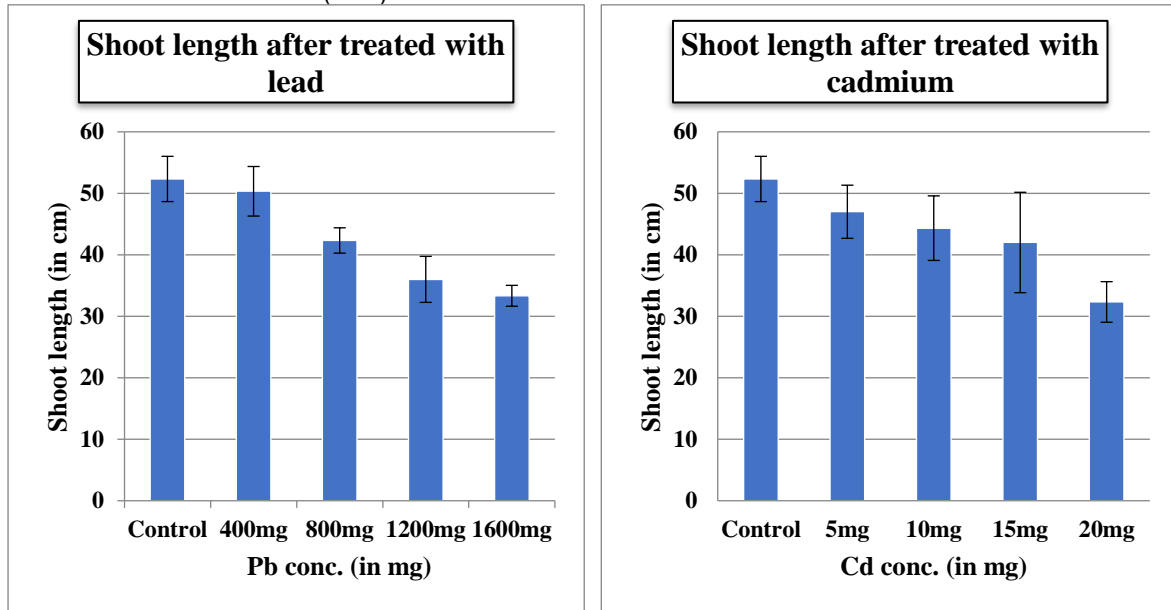 Shoot length after treated with
lead
60
50
40
30
20
10
0
Shoot length (in cm)
Control 400mg 800mg 1200mg 1600mg
Pb conc. (in mg)
Shoot length after treated with
cadmium
60
50
40
30
20
10
0
Shoot length (in cm)
Control 5mg 10mg 15mg 20mg
Cd conc. (in mg)